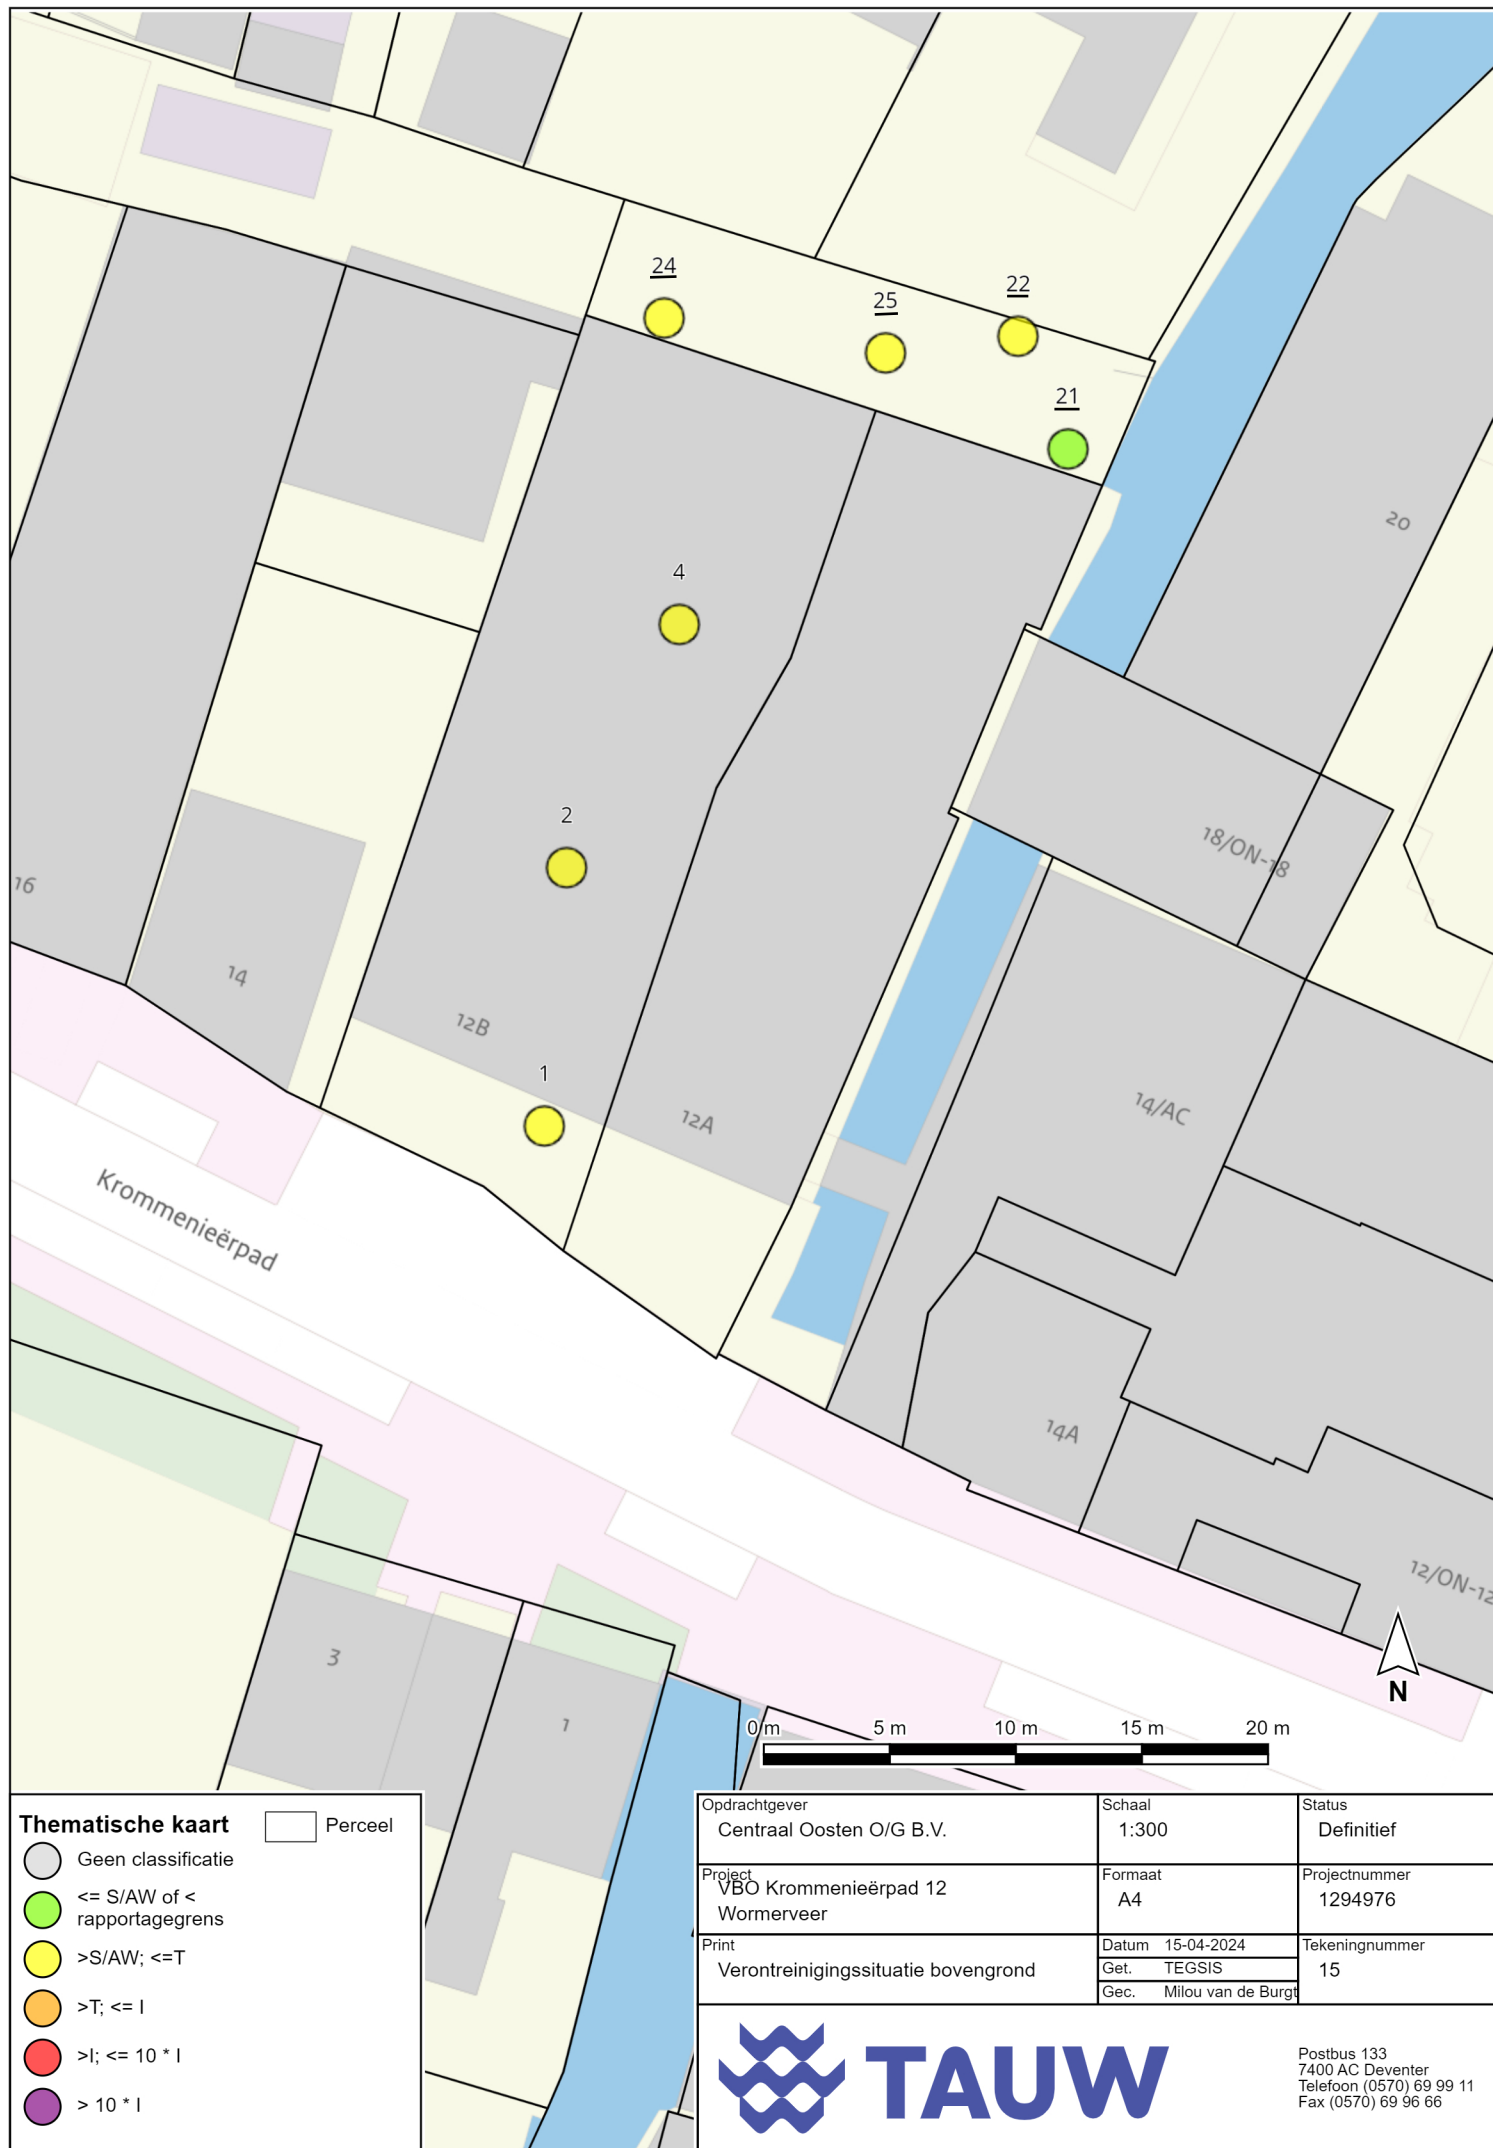 24
25
22
21
20
4
2
18/ON-18
16
14
12B
1
12A
14/AC
Krommenieërpad
14A
12/ON-12
3
1
N
0 m 5 m 10 m 15 m 20 m
Thematische kaart
Perceel
Geen classificatie
<= S/AW of <
rapportagegrens
>S/AW; <=T
>T; <= I
>I; <= 10 * I
> 10 * I
Opdrachtgever
Centraal Oosten O/G B.V.
Schaal
1:300
Status
Definitief
Project
VBO Krommenieërpad 12
Wormerveer
Formaat
A4
Projectnummer
1294976
Print
Verontreinigingssituatie bovengrond
Datum 15-04-2024
Get. TEGSIS
Gec. Milou van de Burgt
Tekeningnummer
15
TAUW
Postbus 133
7400 AC Deventer
Telefoon (0570) 69 99 11
Fax (0570) 69 96 66